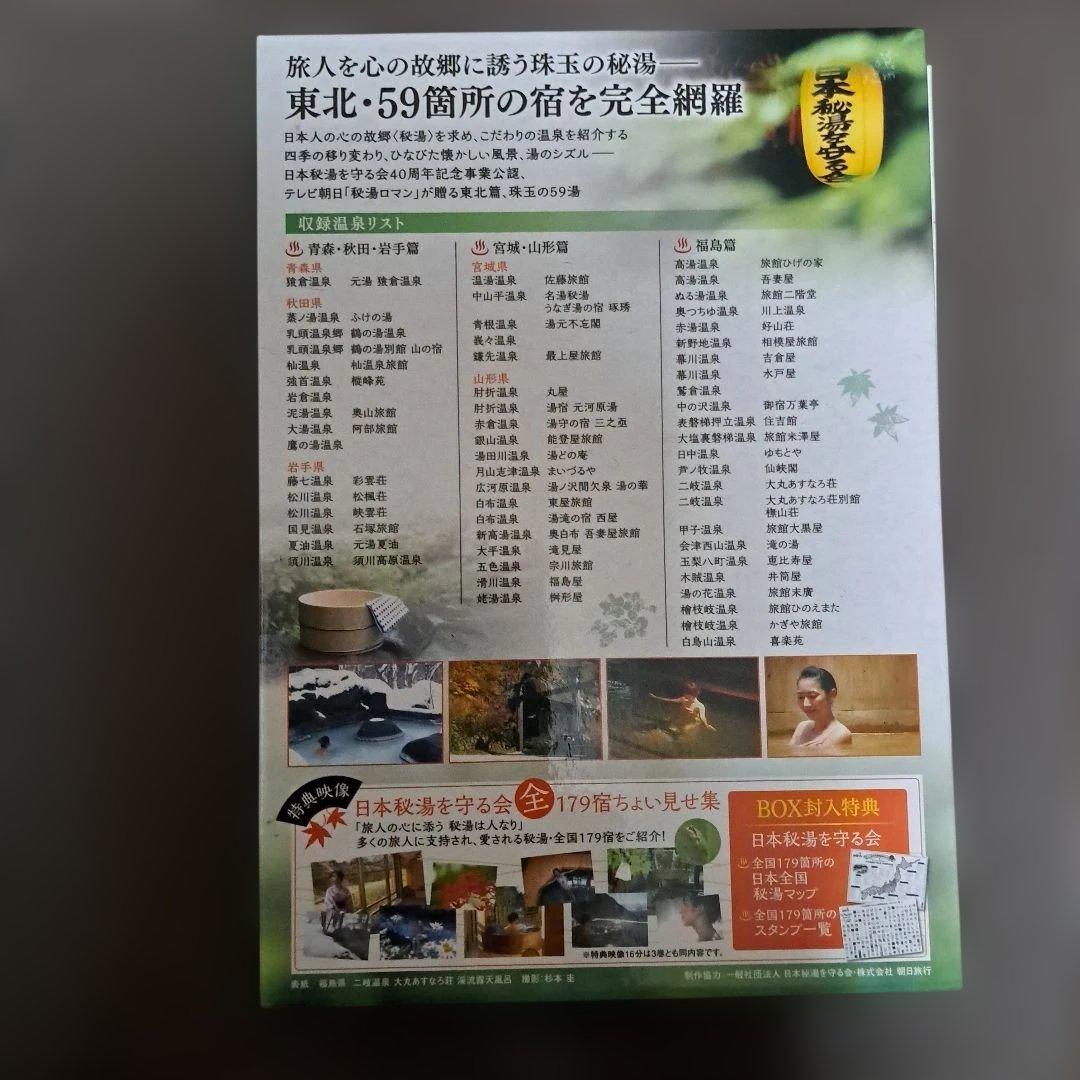 旅人を心の故郷に誘う珠玉の秘湯──
東北・59箇所の宿を完全網羅
日本人の心の故郷〈秘湯〉を求め、こだわりの温泉を紹介する
四季の移り変わり、ひなびた懐かしい風景、湯のシズル──
日本秘湯を守る会40周年記念事業公認、
テレビ朝日「秘湯ロマン」が贈る東北篇、珠玉の59湯
日本秘湯を守る会
収録温泉リスト
青森・秋田・岩手篇
青森県
猿倉温泉 元湯 猿倉温泉
秋田県
蒸ノ湯温泉 ふけの湯
乳頭温泉郷 鶴の湯温泉
乳頭温泉郷 鶴の湯別館 山の宿
杣温泉 杣温泉旅館
強首温泉 樅峰苑
岩倉温泉
泥湯温泉 奥山旅館
大湯温泉 阿部旅館
鷹の湯温泉
岩手県
藤七温泉 彩雲荘
松川温泉 松楓荘
松川温泉 峡雲荘
国見温泉 石塚旅館
夏油温泉 元湯夏油
須川温泉 須川高原温泉
宮城・山形篇
宮城県
温湯温泉 佐藤旅館
中山平温泉 名湯秘湯
うなぎ湯の宿 琢琇
青根温泉 湯元不忘閣
峩々温泉
鎌先温泉 最上屋旅館
山形県
肘折温泉 丸屋
肘折温泉 湯宿 元河原湯
赤倉温泉 湯守の宿 三之亟
銀山温泉 能登屋旅館
湯田川温泉 湯どの庵
月山志津温泉 まいづるや
広河原温泉 湯ノ沢間欠泉 湯の華
白布温泉 東屋旅館
白布温泉 湯滝の宿 西屋
新高湯温泉 奥白布 吾妻屋旅館
大平温泉 滝見屋
五色温泉 宗川旅館
滑川温泉 福島屋
姥湯温泉 桝形屋
福島篇
高湯温泉 旅館ひげの家
高湯温泉 吾妻屋
ぬる湯温泉 旅館二階堂
奥つちゆ温泉 川上温泉
赤湯温泉 好山荘
新野地温泉 相模屋旅館
幕川温泉 吉倉屋
幕川温泉 水戸屋
鷲倉温泉
中の沢温泉 御宿万葉亭
表磐梯押立温泉 住吉館
大塩裏磐梯温泉 旅館米澤屋
日中温泉 ゆもとや
芦ノ牧温泉 仙峡閣
二岐温泉 大丸あすなろ荘
二岐温泉 大丸あすなろ荘別館
橅山荘
甲子温泉 旅館大黒屋
会津西山温泉 滝の湯
玉梨八町温泉 恵比寿屋
木賊温泉 井筒屋
湯の花温泉 旅館末廣
檜枝岐温泉 旅館ひのえまた
檜枝岐温泉 かぎや旅館
白鳥山温泉 喜楽苑
特典映像
日本秘湯を守る会 全 179宿ちょい見せ集
「旅人の心に添う 秘湯は人なり」
多くの旅人に支持され、愛される秘湯・全国179宿をご紹介!
※特典映像16分は3巻とも同内容です。
BOX封入特典
日本秘湯を守る会
全国179箇所の
日本全国
秘湯マップ
全国179箇所の
スタンプ一覧
表紙 福島県 二岐温泉 大丸あすなろ荘 渓流露天風呂 撮影:杉本 圭
制作協力:一般社団法人 日本秘湯を守る会・株式会社 朝日旅行